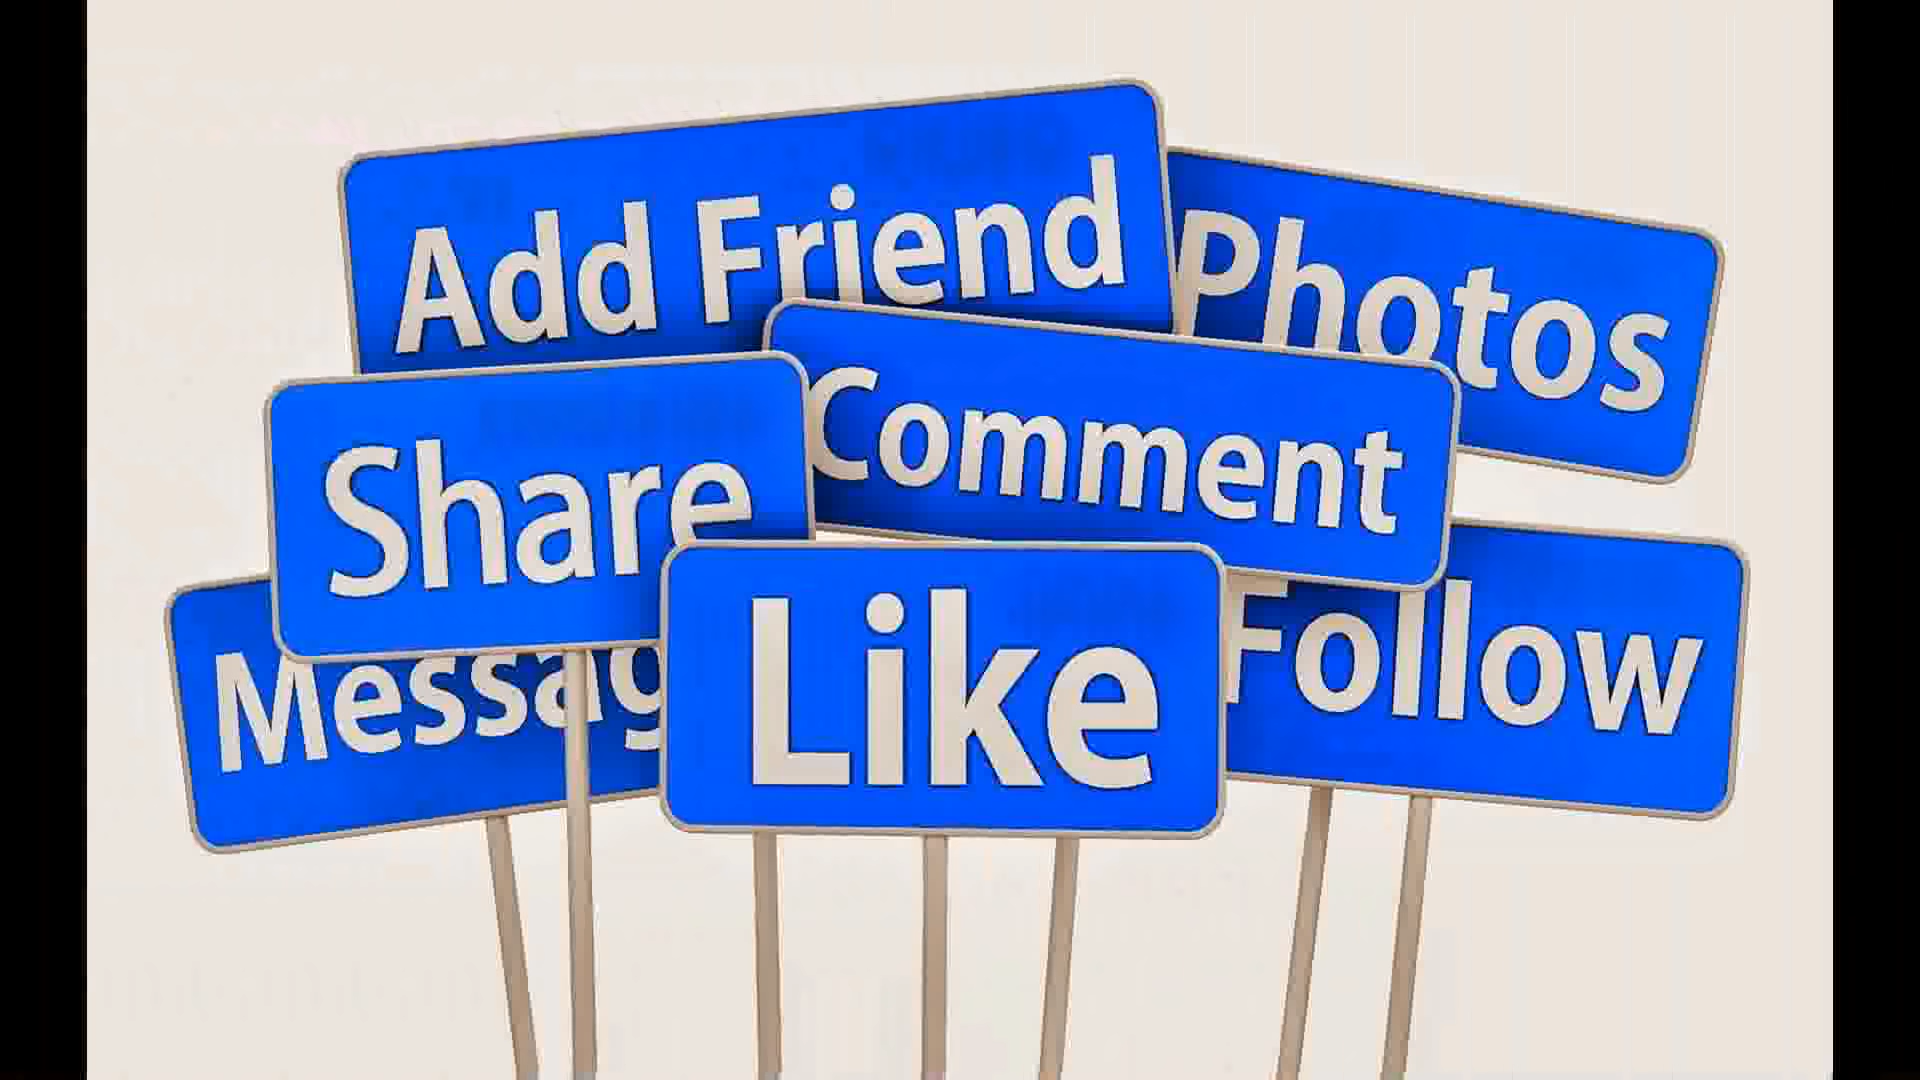 Add Friend
Photos
Comment
Share
Messag
Like
Follow